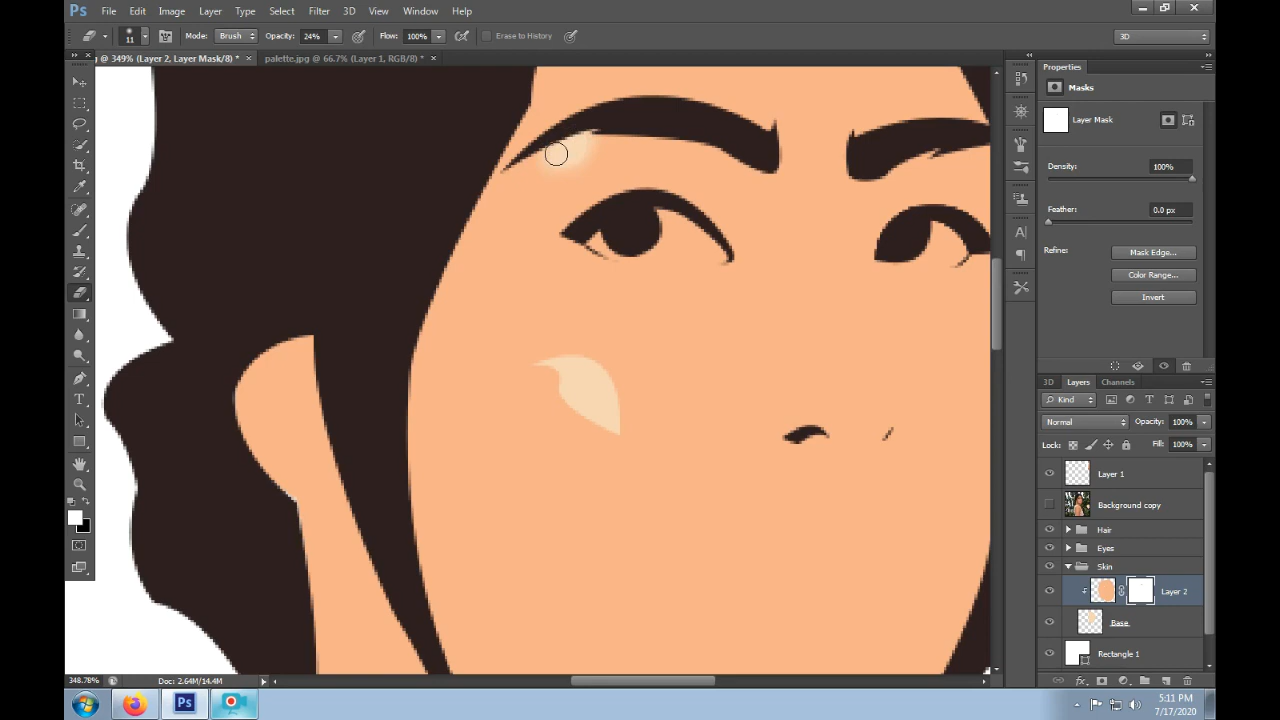 Ps File Edit Image Layer Type Select Filter 3D View Window Help
11 Mode: Brush Opacity: 24% Flow: 100% Erase to History 3D
@ 349% (Layer 2, Layer Mask/8) * × palette.jpg @ 66.7% (Layer 1, RGB/8) * ×
Properties
Masks
Layer Mask
Density: 100%
Feather: 0.0 px
Refine: Mask Edge...
Color Range...
Invert
3D Layers Channels
Kind
Normal Opacity: 100%
Lock: Fill: 100%
Layer 1
Background copy
Hair
Eyes
Skin
Layer 2
Base
Rectangle 1
348.78% Doc: 2.64M/14.4M
Ps
5:11 PM
7/17/2020